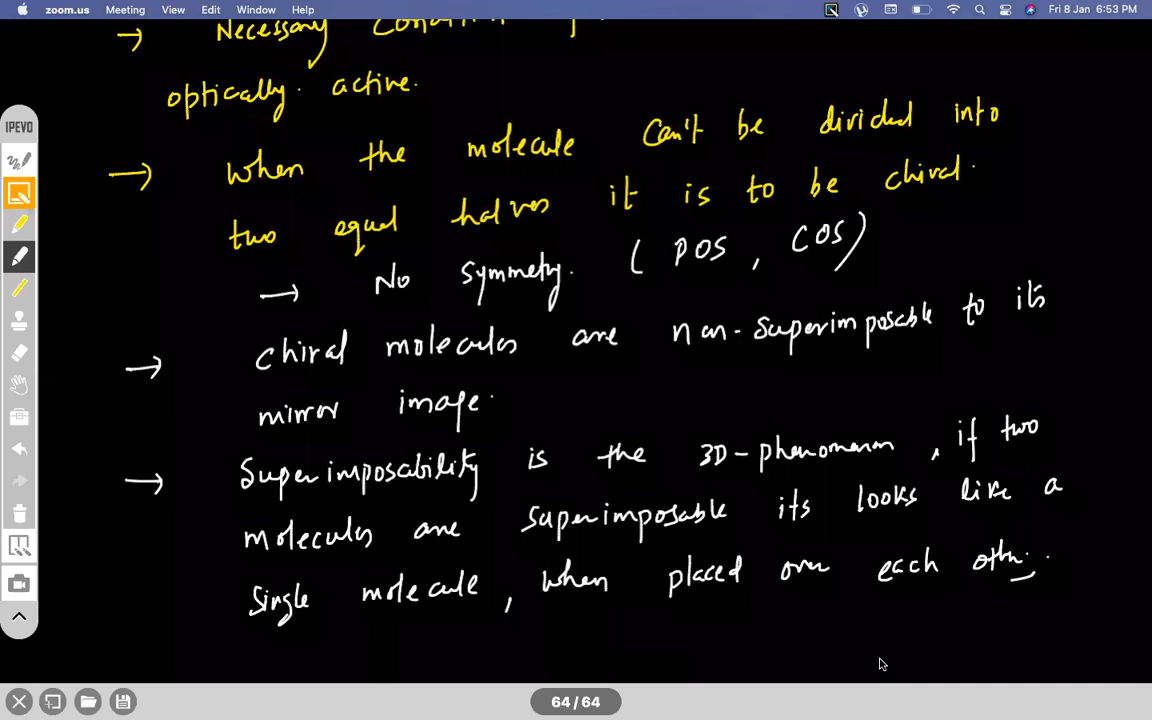 zoom.us Meeting View Edit Window Help Fri 8 Jan 6:53 PM
IPEVO
→ Necessary
optically. active.
→ When the molecule can't be divided into
two equal halves it is to be chiral.
→ No symmetry. ( POS , COS)
→ chiral molecules are non-superimposable to its
mirror image.
→ Superimposability is the 3D-phenomenon , if two
molecules are superimposable its looks like a
single molecule , when placed over each other.
64 / 64